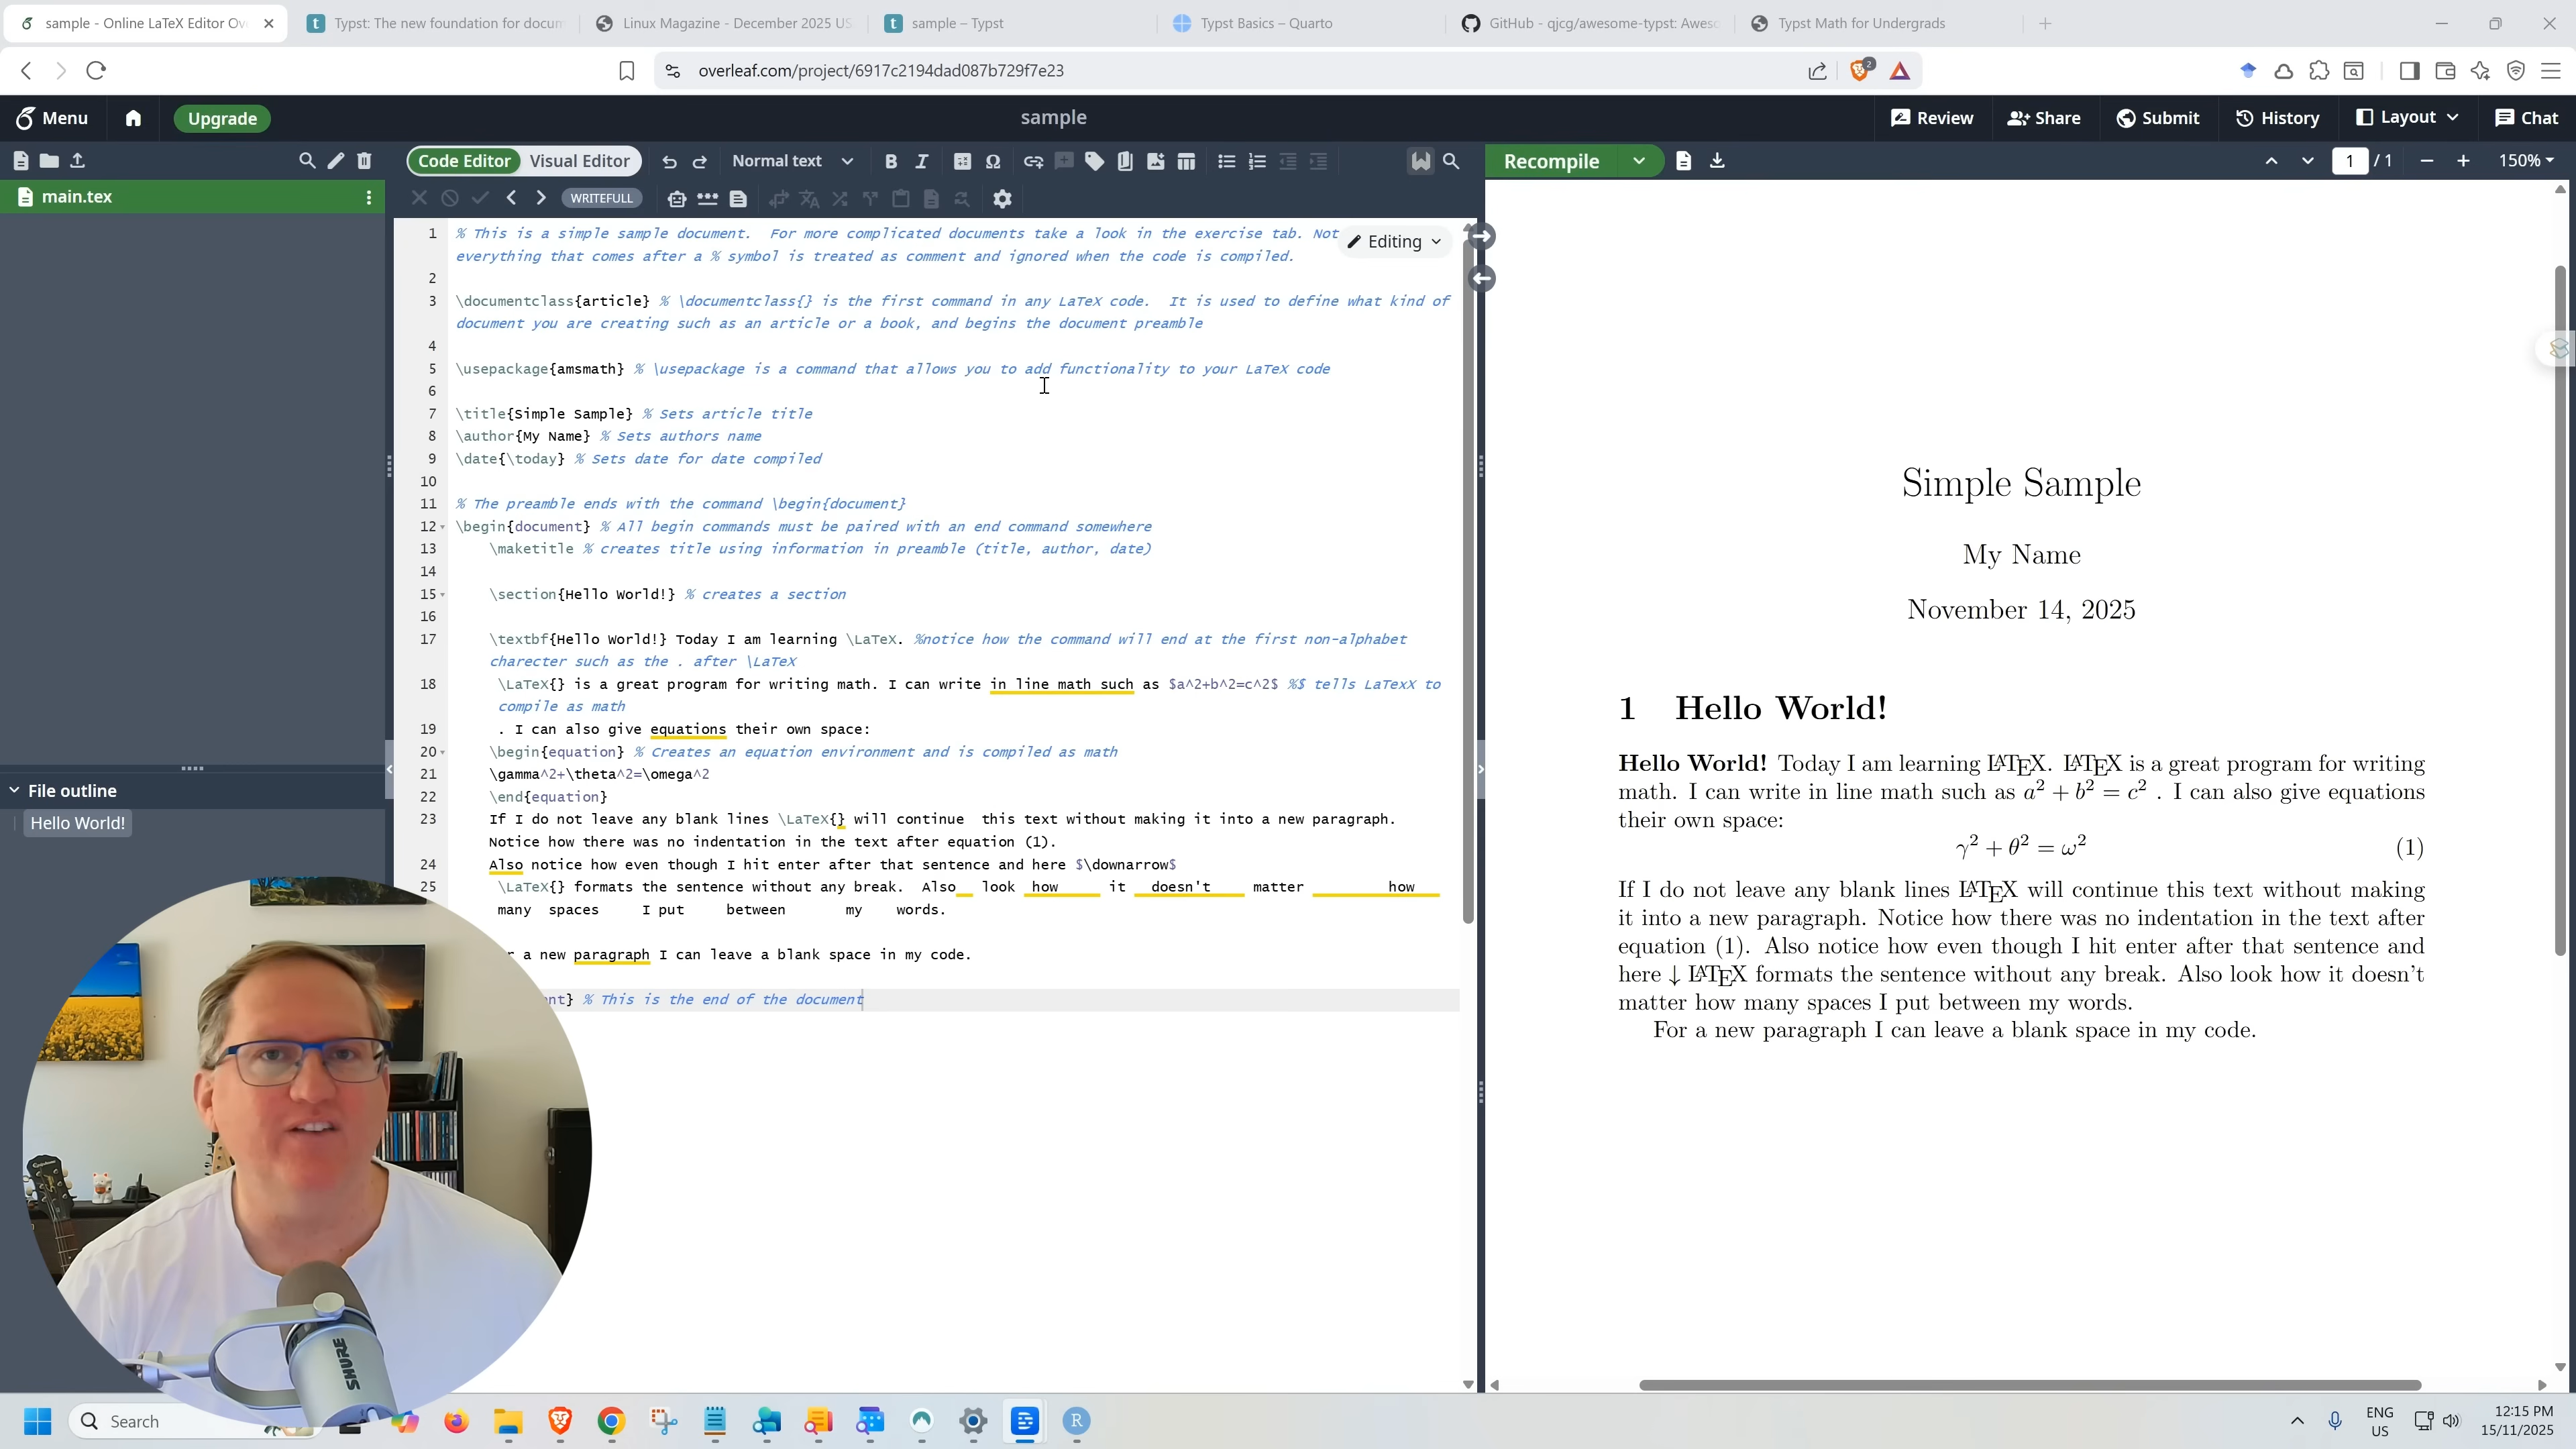 sample - Online LaTeX Editor Ov
Typst: The new foundation for docum
Linux Magazine - December 2025 US
sample – Typst
Typst Basics – Quarto
GitHub - qjcg/awesome-typst: Aweso
Typst Math for Undergrads
overleaf.com/project/6917c2194dad087b729f7e23
2
Menu
Upgrade
sample
Review
Share
Submit
History
Layout
Chat
Code Editor
Visual Editor
Normal text
Recompile
1 / 1
150%
main.tex
WRITEFULL
Editing
1 % This is a simple sample document.  For more complicated documents take a look in the exercise tab. Not
everything that comes after a % symbol is treated as comment and ignored when the code is compiled.
2
3 \documentclass{article} % \documentclass{} is the first command in any LaTeX code.  It is used to define what kind of
document you are creating such as an article or a book, and begins the document preamble
4
5 \usepackage{amsmath} % \usepackage is a command that allows you to add functionality to your LaTeX code
6
7 \title{Simple Sample} % Sets article title
8 \author{My Name} % Sets authors name
9 \date{\today} % Sets date for date compiled
10
11 % The preamble ends with the command \begin{document}
12 \begin{document} % All begin commands must be paired with an end command somewhere
13 \maketitle % creates title using information in preamble (title, author, date)
14
15 \section{Hello World!} % creates a section
16
17 \textbf{Hello World!} Today I am learning \LaTeX. %notice how the command will end at the first non-alphabet
charecter such as the . after \LaTeX
18 \LaTeX{} is a great program for writing math. I can write in line math such as $a^2+b^2=c^2$ %$ tells LaTexX to
compile as math
19 . I can also give equations their own space:
20 \begin{equation} % Creates an equation environment and is compiled as math
21 \gamma^2+\theta^2=\omega^2
22 \end{equation}
23 If I do not leave any blank lines \LaTeX{} will continue  this text without making it into a new paragraph.
Notice how there was no indentation in the text after equation (1).
24 Also notice how even though I hit enter after that sentence and here $\downarrow$
25 \LaTeX{} formats the sentence without any break.  Also   look  how      it   doesn't     matter          how
many  spaces     I put     between       my    words.
r a new paragraph I can leave a blank space in my code.
nt} % This is the end of the document
File outline
Hello World!
Simple Sample
My Name
November 14, 2025
1 Hello World!
Hello World! Today I am learning LATEX. LATEX is a great program for writing
math. I can write in line math such as a² + b² = c² . I can also give equations
their own space:
γ² + θ² = ω² (1)
If I do not leave any blank lines LATEX will continue this text without making
it into a new paragraph. Notice how there was no indentation in the text after
equation (1). Also notice how even though I hit enter after that sentence and
here ↓ LATEX formats the sentence without any break. Also look how it doesn't
matter how many spaces I put between my words.
For a new paragraph I can leave a blank space in my code.
SHURE
Search
R
ENG
US
12:15 PM
15/11/2025